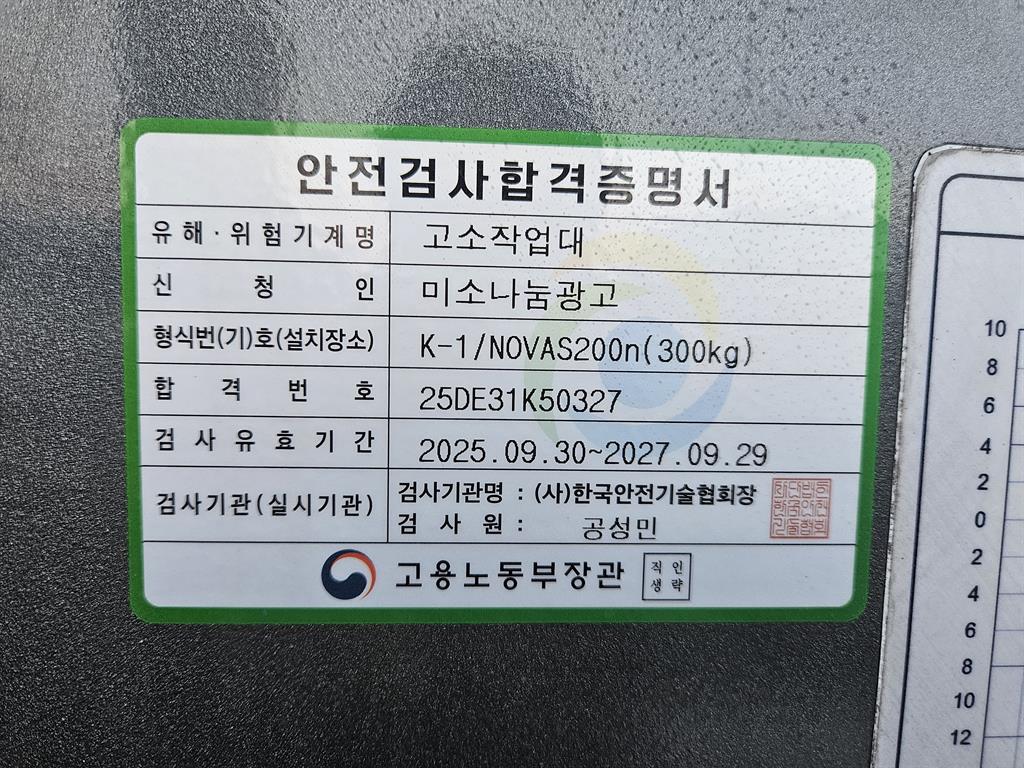 안전검사합격증명서
유해·위험기계명 고소작업대
신청인 미소나눔광고
형식번(기)호(설치장소) K-1/NOVAS200n(300kg)
합격번호 25DE31K50327
검사유효기간 2025.09.30~2027.09.29
검사기관(실시기관) 검사기관명 : (사)한국안전기술협회장
검사원 : 공성민
고용노동부장관 직인
생략
10
8
6
4
2
0
2
4
6
8
10
12